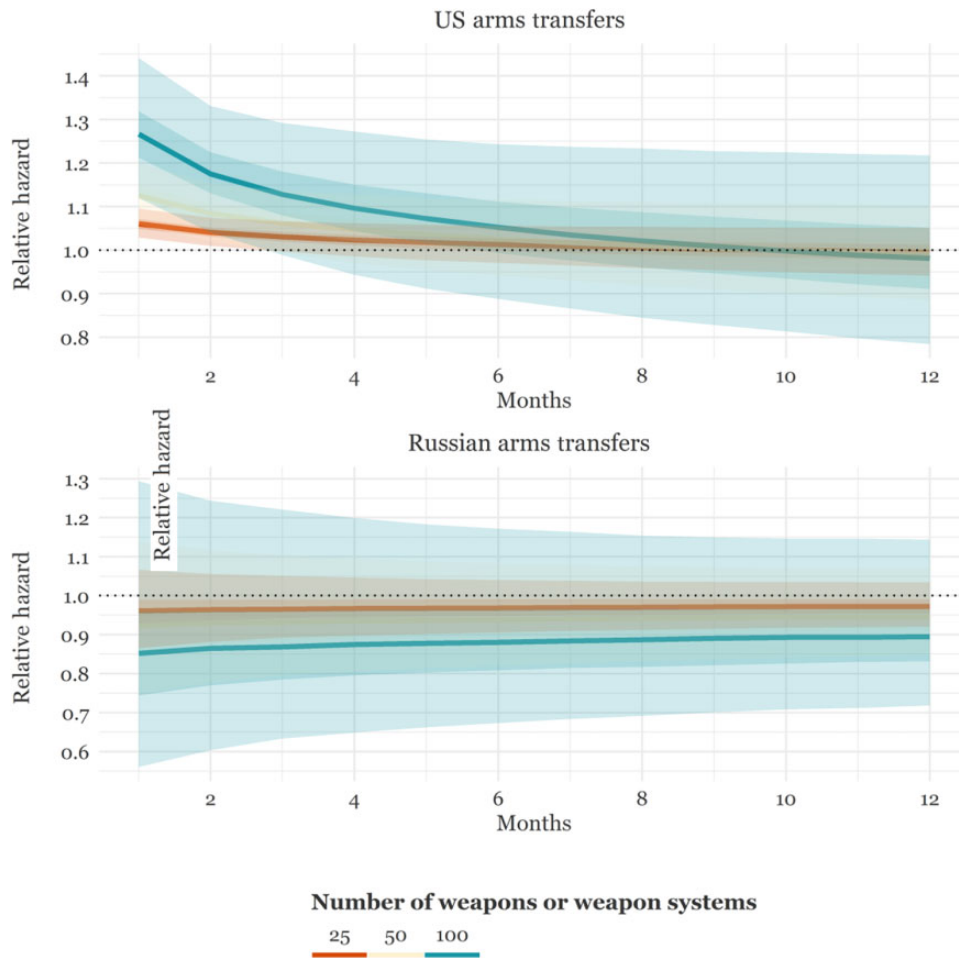 US arms transfers
Relative hazard
1.4
1.3
1.2
1.1
1.0
0.9
0.8
2 4 6 8 10 12
Months
Relative hazard
Russian arms transfers
Relative hazard
1.3
1.2
1.1
1.0
0.9
0.8
0.7
0.6
2 4 6 8 10 12
Months
Number of weapons or weapon systems
25 50 100